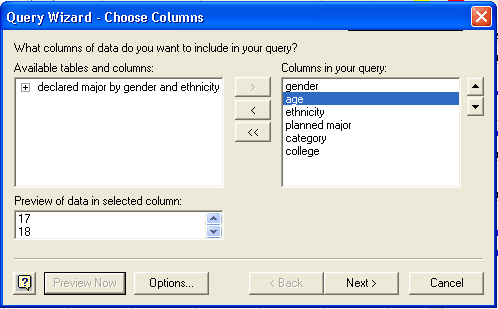 Query Wizard - Choose Columns
What columns of data do you want to include in your query?
Available tables and columns:
declared major by gender and ethnicity
>
<
<<
Columns in your query:
gender
age
ethnicity
planned major
category
college
Preview of data in selected column:
17
18
Preview Now
Options...
< Back
Next >
Cancel